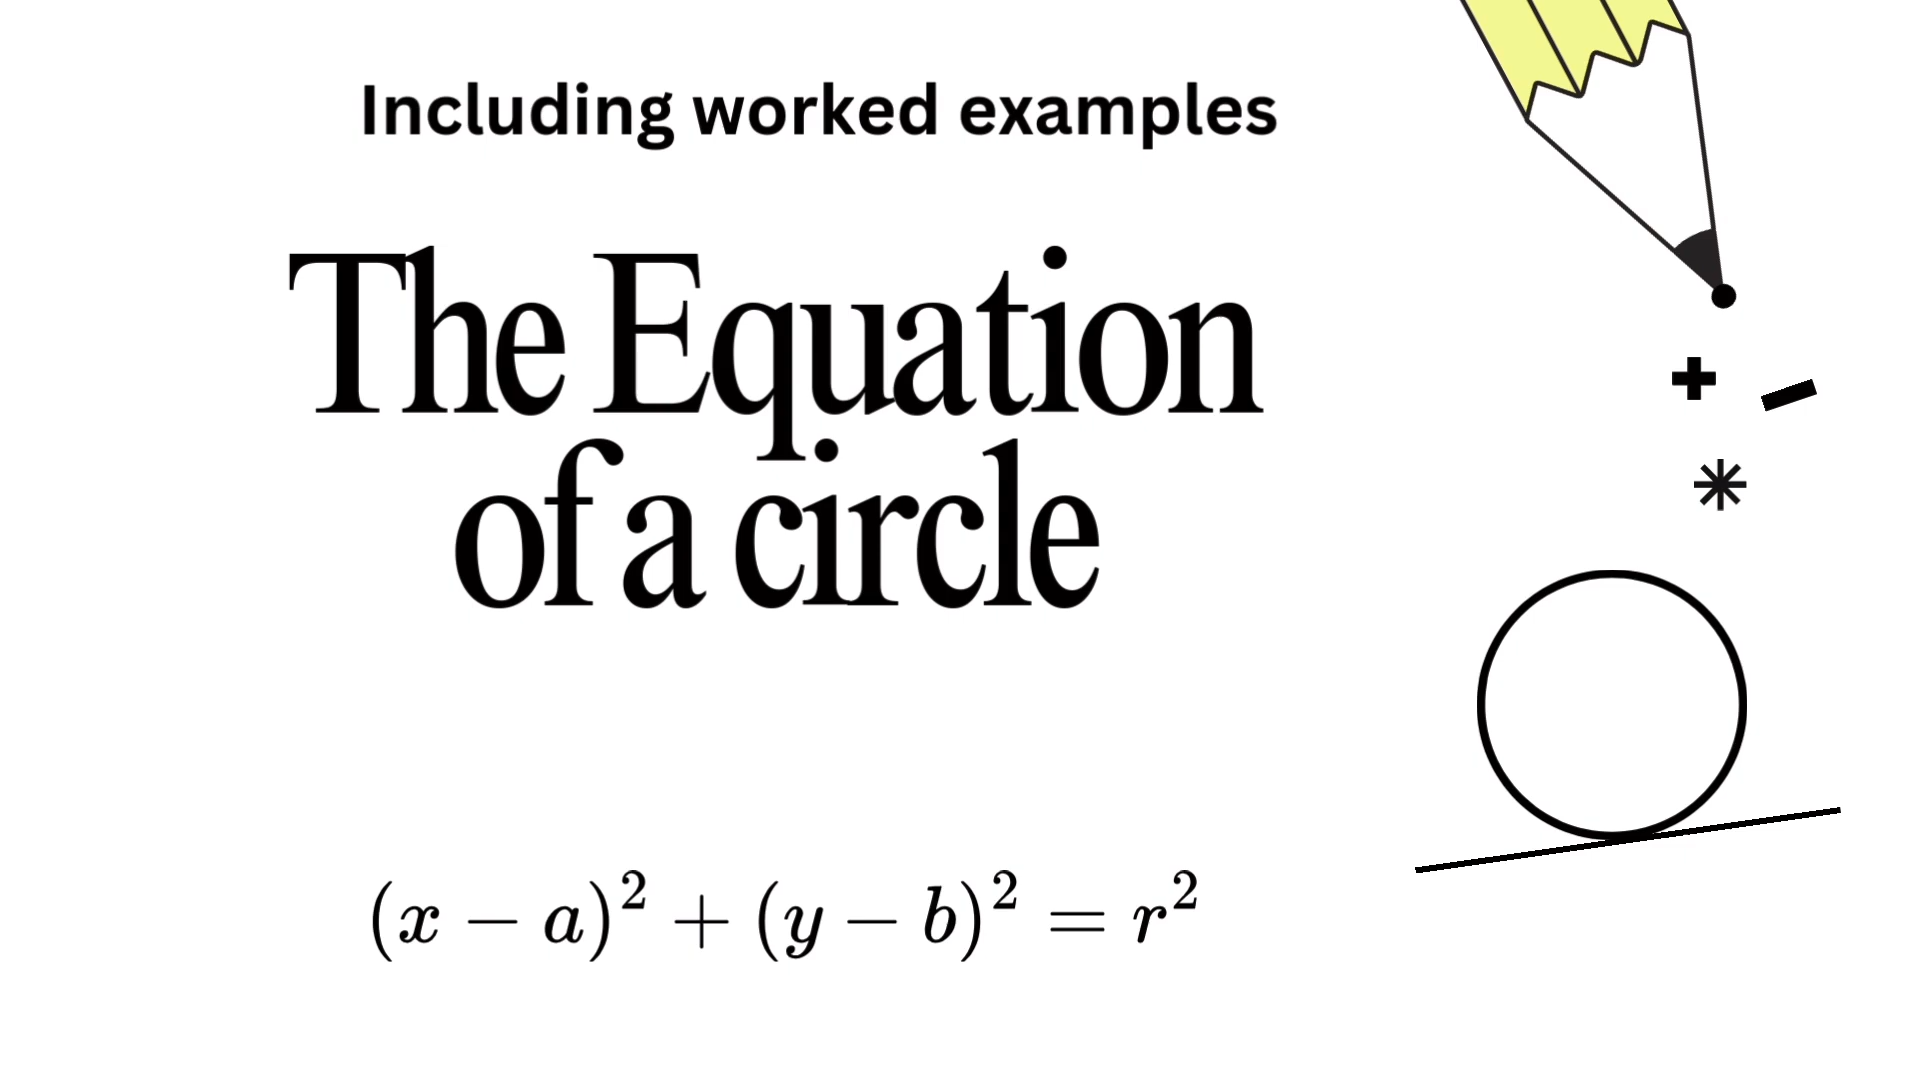 Including worked examples
The Equation
of a circle
+ −
*
(x − a)² + (y − b)² = r²